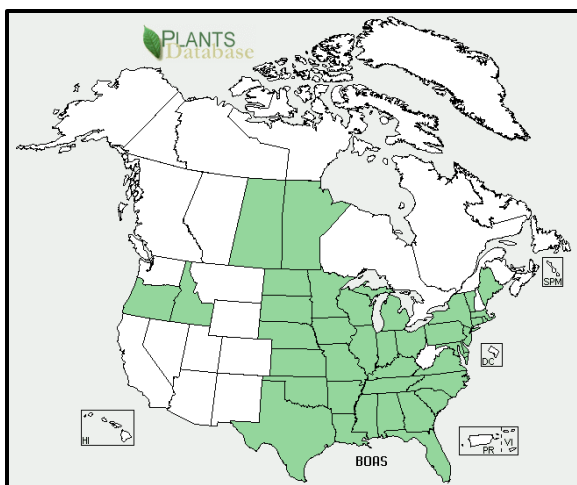 PLANTS
Database
SPM
DC
HI
PR
VI
BOAS